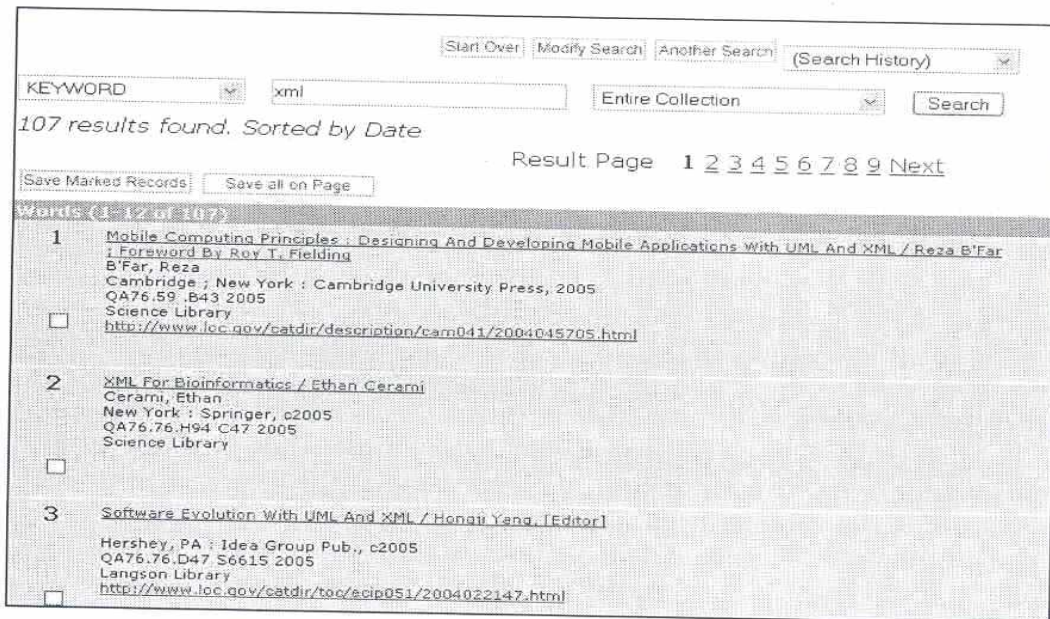 Start Over Modify Search Another Search (Search History)
KEYWORD xml Entire Collection Search
107 results found. Sorted by Date
Result Page 1 2 3 4 5 6 7 8 9 Next
Save Marked Records Save all on Page
Words (1-12 of 107)
1 Mobile Computing Principles : Designing And Developing Mobile Applications With UML And XML / Reza B'Far
; Foreword By Roy T. Fielding
B'Far, Reza
Cambridge ; New York : Cambridge University Press, 2005
QA76.59 .B43 2005
Science Library
http://www.loc.gov/catdir/description/cam041/2004045705.html
2 XML For Bioinformatics / Ethan Cerami
Cerami, Ethan
New York : Springer, c2005
QA76.76.H94 C47 2005
Science Library
3 Software Evolution With UML And XML / Hongji Yang, [Editor]
Hershey, PA : Idea Group Pub., c2005
QA76.76.D47 S6615 2005
Langson Library
http://www.loc.gov/catdir/toc/ecip051/2004022147.html